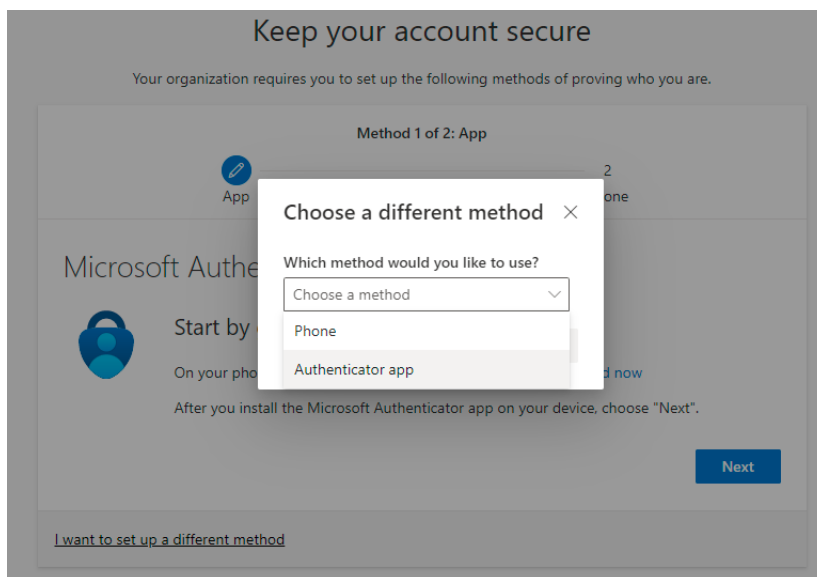 Keep your account secure
Your organization requires you to set up the following methods of proving who you are.
Method 1 of 2: App
2
App
one
Choose a different method
Which method would you like to use?
Choose a method
Phone
Authenticator app
Microsoft Authe
Start by
On your pho
d now
After you install the Microsoft Authenticator app on your device, choose "Next".
Next
I want to set up a different method